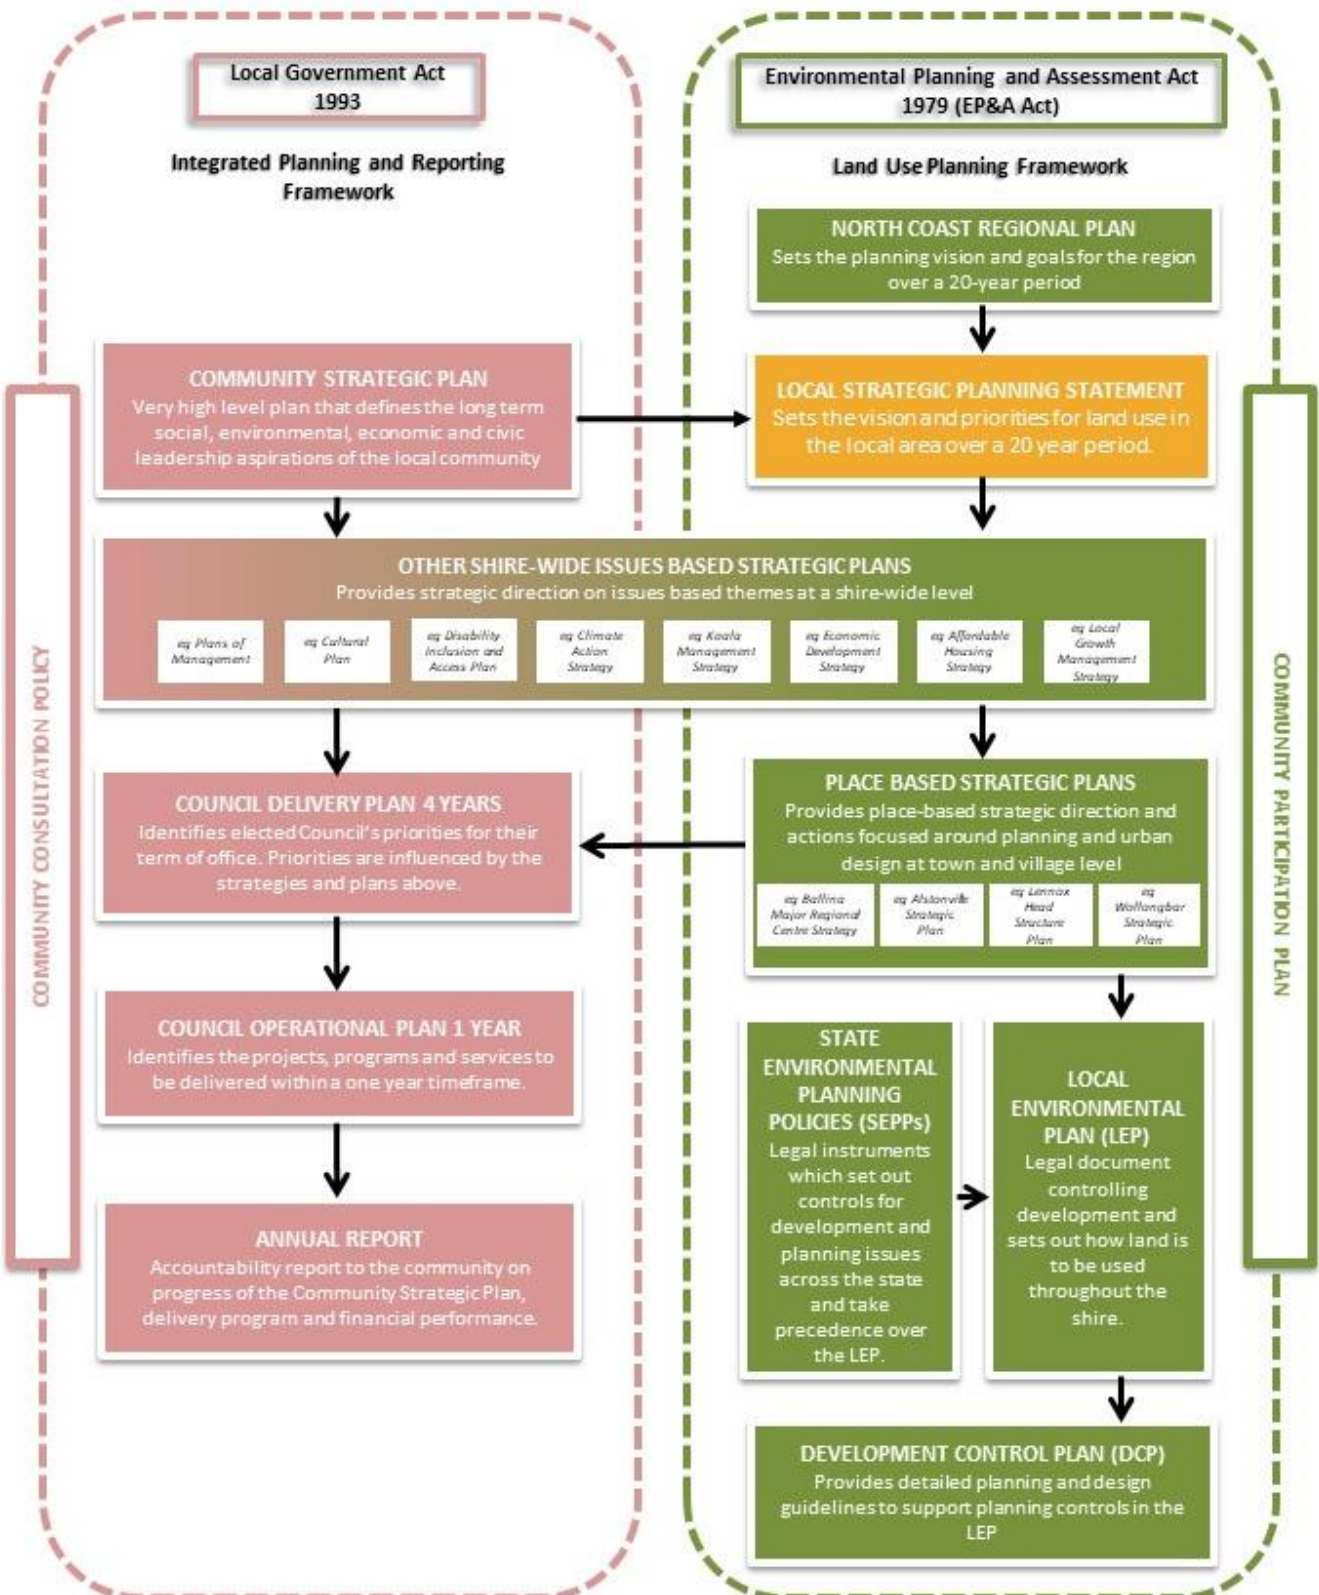 Local Government Act
1993
Integrated Planning and Reporting
Framework
Environmental Planning and Assessment Act
1979 (EP&A Act)
Land Use Planning Framework
NORTH COAST REGIONAL PLAN
Sets the planning vision and goals for the region
over a 20-year period
COMMUNITY STRATEGIC PLAN
Very high level plan that defines the long term
social, environmental, economic and civic
leadership aspirations of the local community
LOCAL STRATEGIC PLANNING STATEMENT
Sets the vision and priorities for land use in
the local area over a 20 year period.
OTHER SHIRE-WIDE ISSUES BASED STRATEGIC PLANS
Provides strategic direction on issues based themes at a shire-wide level
eg Plans of
Management
eg Cultural
Plan
eg Disability
Inclusion and
Access Plan
eg Climate
Action
Strategy
eg Koala
Management
Strategy
eg Economic
Development
Strategy
eg Affordable
Housing
Strategy
eg Local
Growth
Management
Strategy
COMMUNITY CONSULTATION POLICY
COMMUNITY PARTICIPATION PLAN
COUNCIL DELIVERY PLAN 4 YEARS
Identifies elected Council's priorities for their
term of office. Priorities are influenced by the
strategies and plans above.
PLACE BASED STRATEGIC PLANS
Provides place-based strategic direction and
actions focused around planning and urban
design at town and village level
eg Ballina
Major Regional
Centre Strategy
eg Alstonville
Strategic
Plan
eg Lennox
Head
Structure
Plan
eg
Wollongbar
Strategic
Plan
COUNCIL OPERATIONAL PLAN 1 YEAR
Identifies the projects, programs and services to
be delivered within a one year timeframe.
STATE
ENVIRONMENTAL
PLANNING
POLICIES (SEPPs)
Legal instruments
which set out
controls for
development and
planning issues
across the state
and take
precedence over
the LEP.
LOCAL
ENVIRONMENTAL
PLAN (LEP)
Legal document
controlling
development and
sets out how land is
to be used
throughout the
shire.
ANNUAL REPORT
Accountability report to the community on
progress of the Community Strategic Plan,
delivery program and financial performance.
DEVELOPMENT CONTROL PLAN (DCP)
Provides detailed planning and design
guidelines to support planning controls in the
LEP